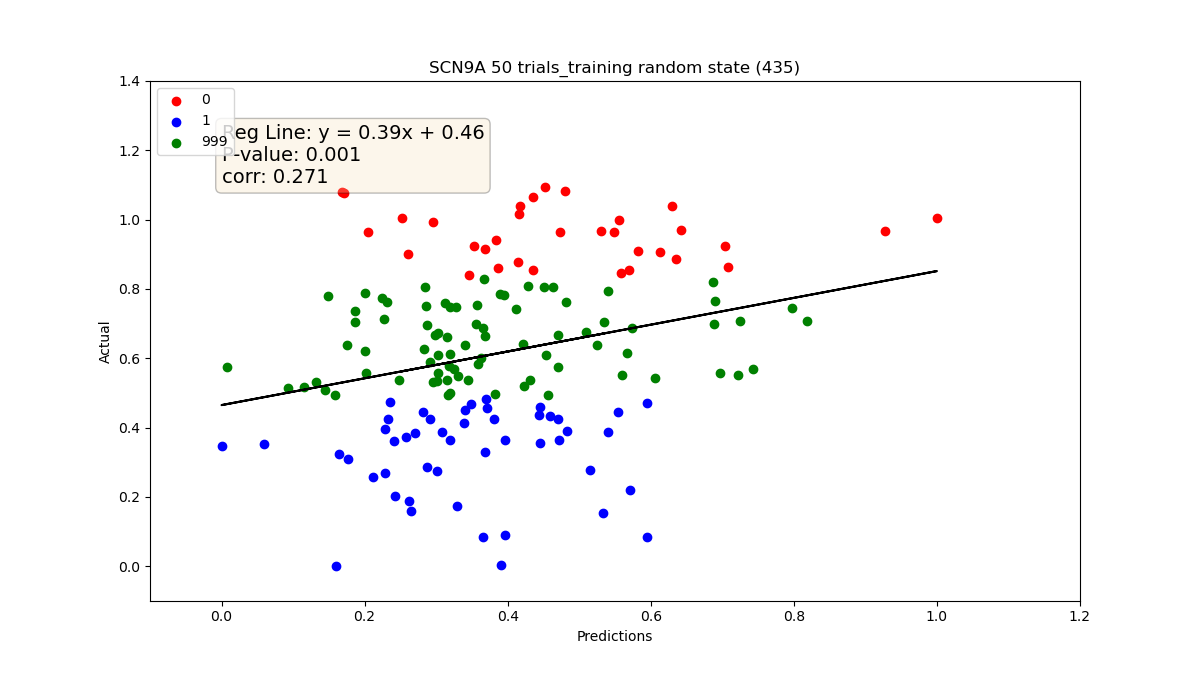 SCN9A 50 trials_training random state (435)
0
1
999
Reg Line: y = 0.39x + 0.46
P-value: 0.001
corr: 0.271
1.4
1.2
1.0
0.8
0.6
0.4
0.2
0.0
Actual
0.0 0.2 0.4 0.6 0.8 1.0 1.2
Predictions